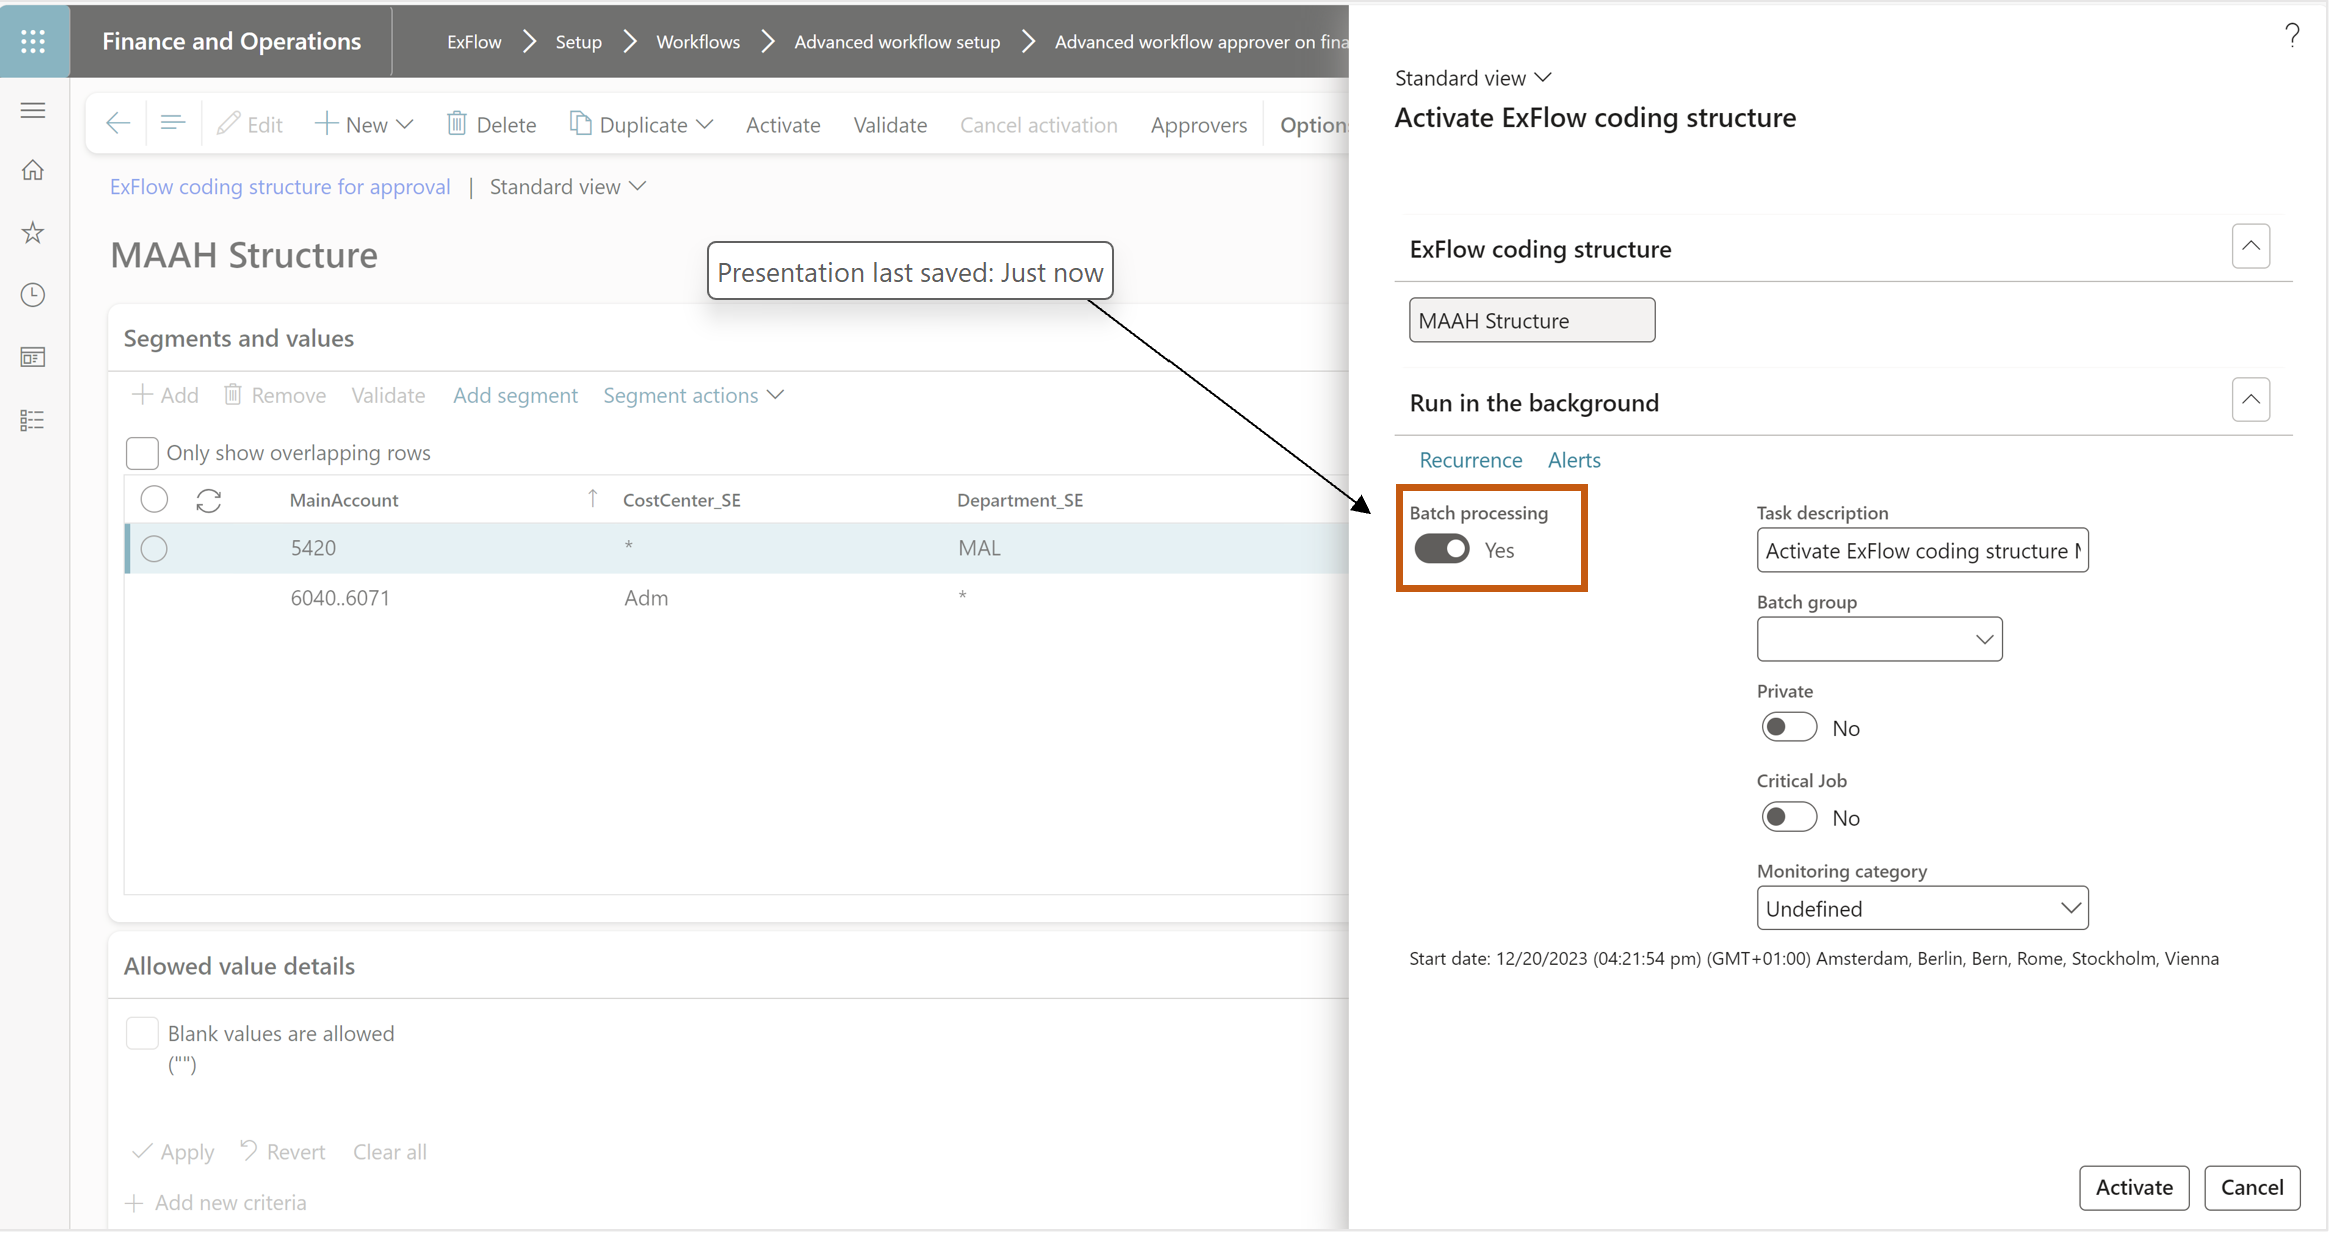 Finance and Operations
ExFlow Setup Workflows Advanced workflow setup Advanced workflow approver on fina
?
Edit New Delete Duplicate Activate Validate Cancel activation Approvers Option
ExFlow coding structure for approval | Standard view
MAAH Structure
Presentation last saved: Just now
Segments and values
Add Remove Validate Add segment Segment actions
Only show overlapping rows
MainAccount CostCenter_SE Department_SE
5420 * MAL
6040..6071 Adm *
Allowed value details
Blank values are allowed
("")
Apply Revert Clear all
Add new criteria
Standard view
Activate ExFlow coding structure
ExFlow coding structure
MAAH Structure
Run in the background
Recurrence Alerts
Batch processing
Yes
Task description
Activate ExFlow coding structure M
Batch group
Private
No
Critical Job
No
Monitoring category
Undefined
Start date: 12/20/2023 (04:21:54 pm) (GMT+01:00) Amsterdam, Berlin, Bern, Rome, Stockholm, Vienna
Activate Cancel